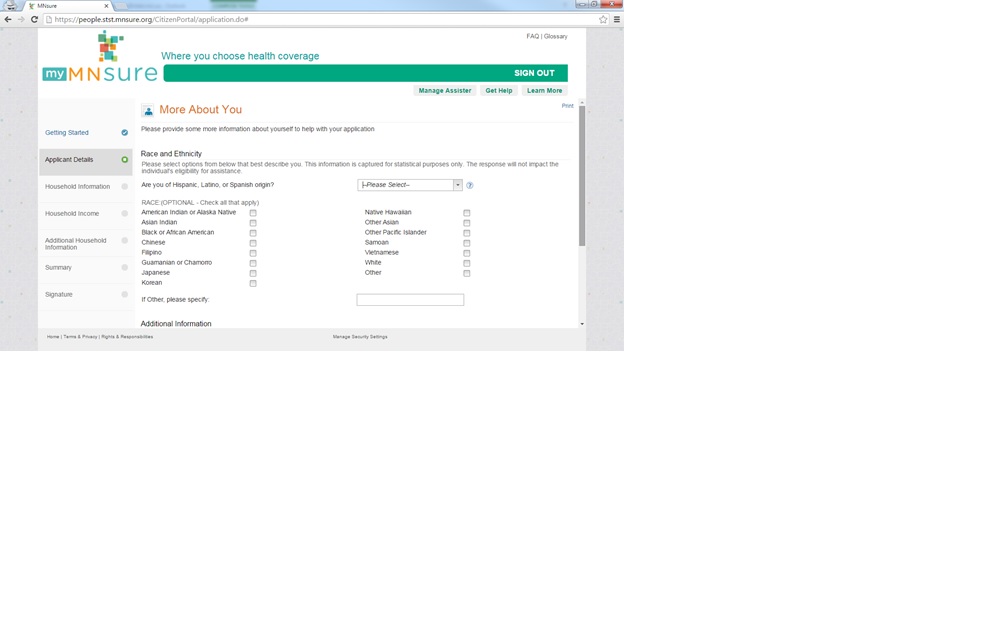 MNsure
https://people.stst.mnsure.org/CitizenPortal/application.do#
FAQ | Glossary
Where you choose health coverage
my MNsure
SIGN OUT
Manage Assister Get Help Learn More
Print
More About You
Please provide some more information about yourself to help with your application
Getting Started
Applicant Details
Household Information
Household Income
Additional Household
Information
Summary
Signature
Race and Ethnicity
Please select options from below that best describe you. This information is captured for statistical purposes only. The response will not impact the
individual's eligibility for assistance.
Are you of Hispanic, Latino, or Spanish origin? --Please Select--
RACE:(OPTIONAL - Check all that apply)
American Indian or Alaska Native Native Hawaiian
Asian Indian Other Asian
Black or African American Other Pacific Islander
Chinese Samoan
Filipino Vietnamese
Guamanian or Chamorro White
Japanese Other
Korean
If Other, please specify:
Additional Information
Home | Terms & Privacy | Rights & Responsibilities Manage Security Settings